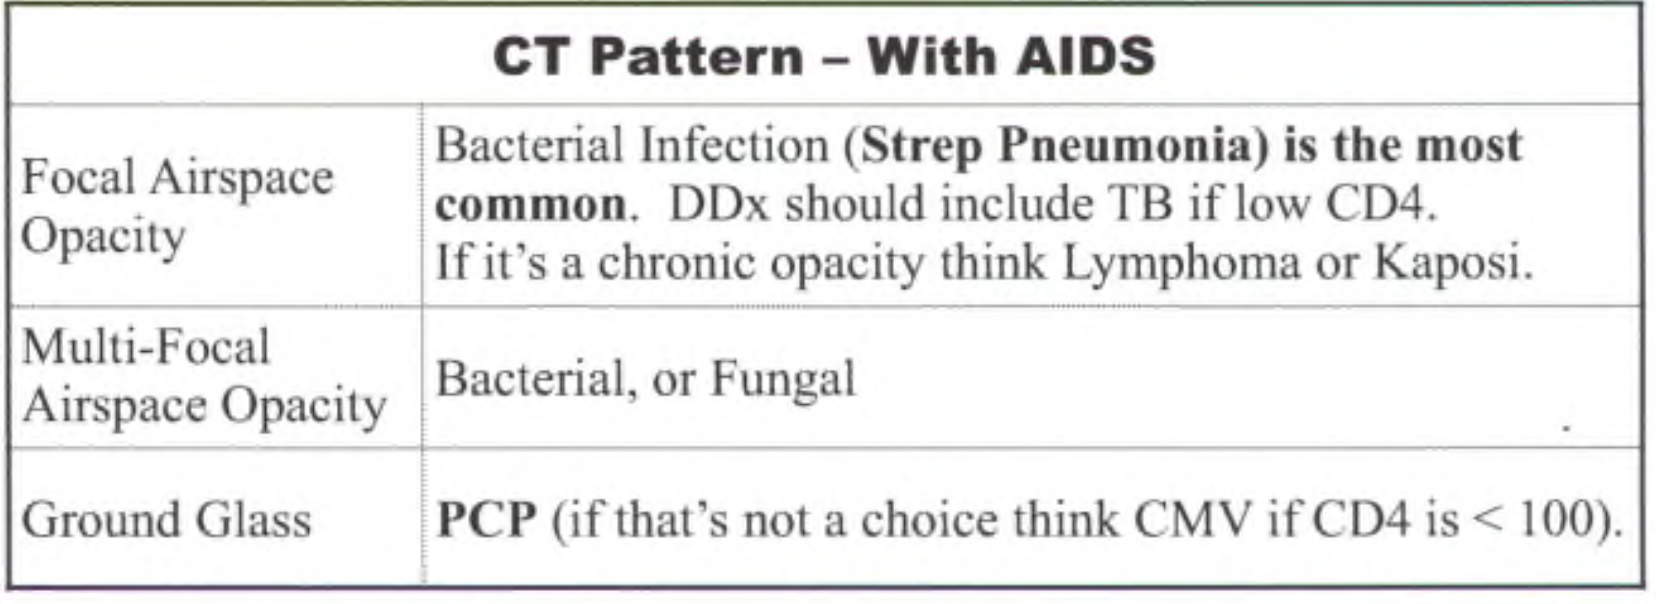 CT Pattern – With AIDS
Focal Airspace
Opacity
Bacterial Infection (Strep Pneumonia) is the most
common. DDx should include TB if low CD4.
If it's a chronic opacity think Lymphoma or Kaposi.
Multi-Focal
Airspace Opacity
Bacterial, or Fungal
Ground Glass
PCP (if that's not a choice think CMV if CD4 is < 100).